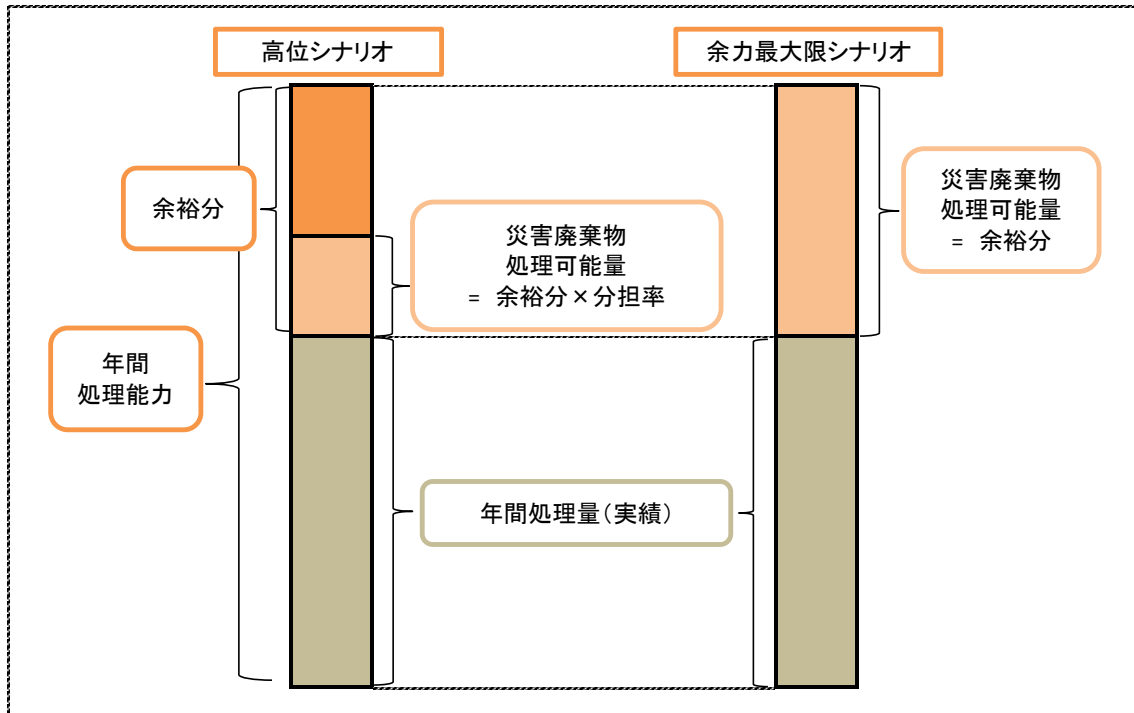 高位シナリオ
余力最大限シナリオ
余裕分
災害廃棄物
処理可能量
= 余裕分×分担率
災害廃棄物
処理可能量
= 余裕分
年間
処理能力
年間処理量(実績)